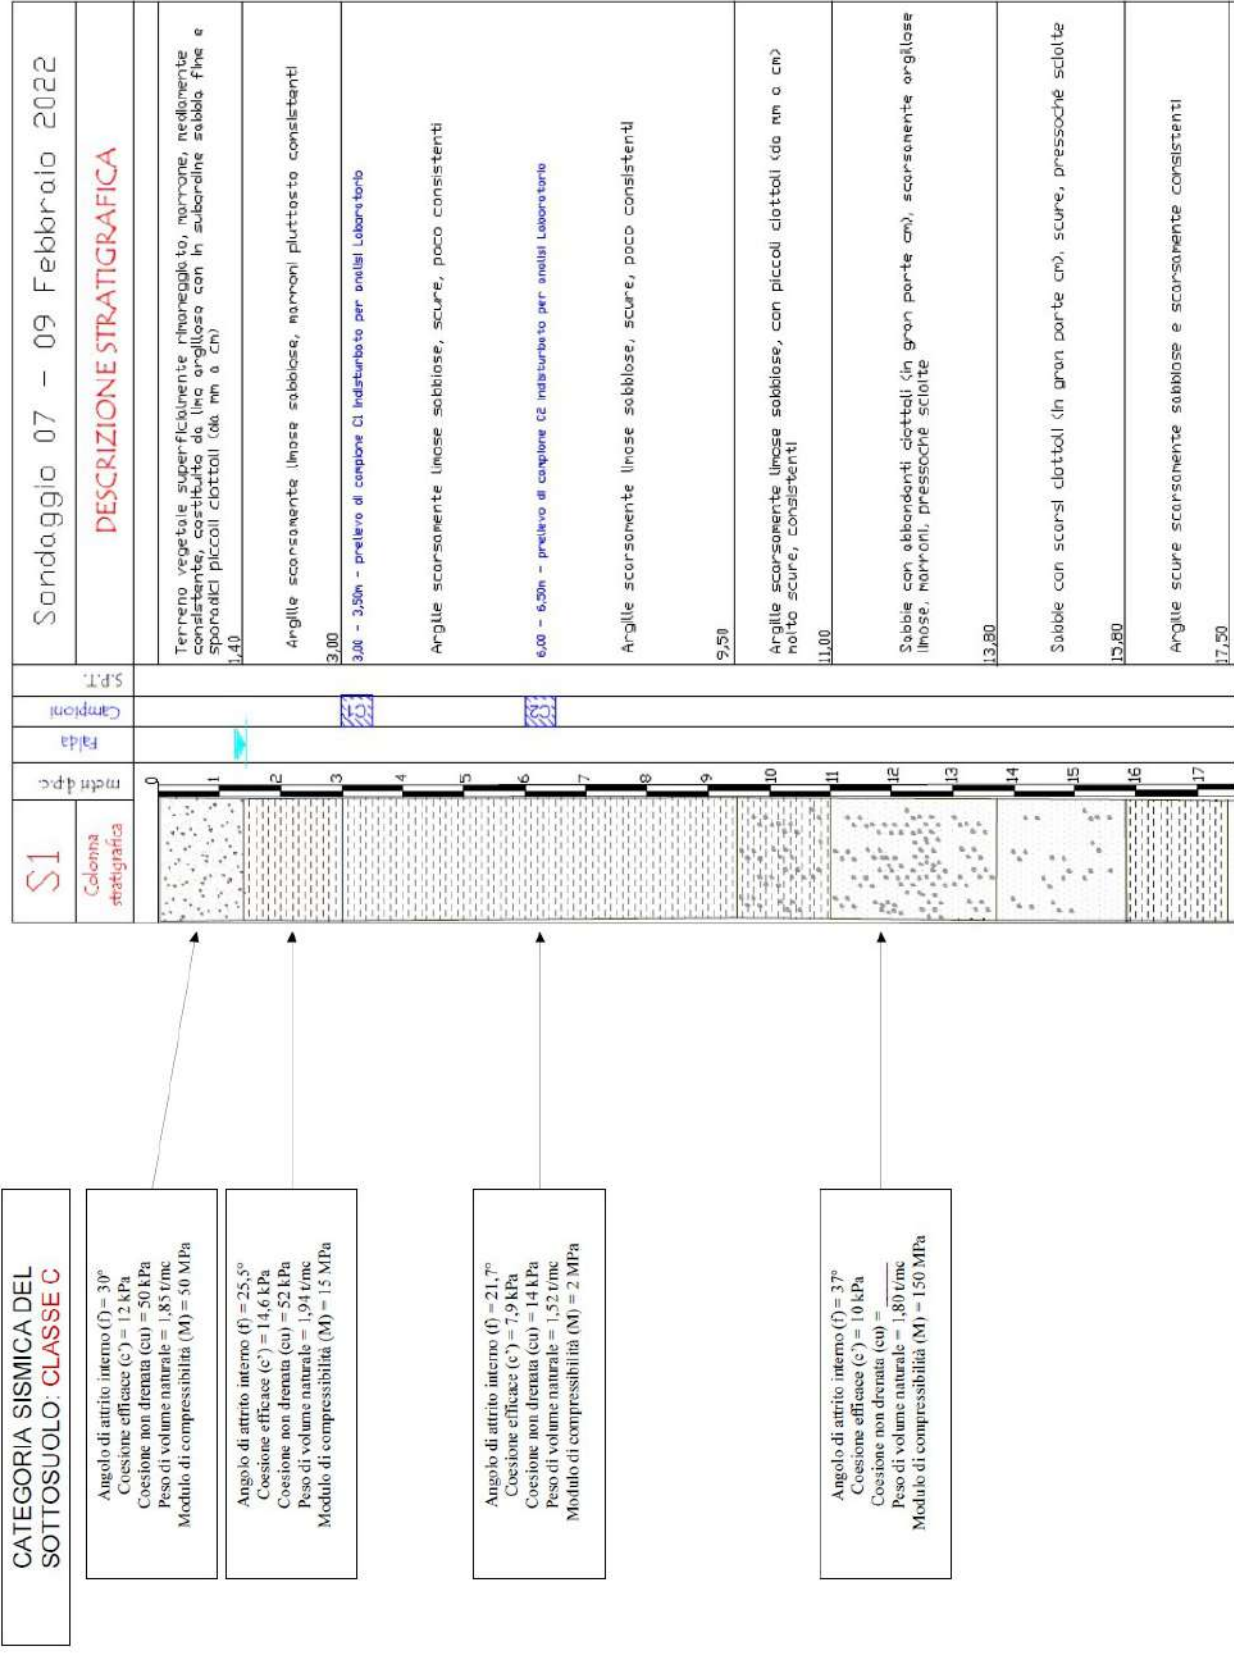 CATEGORIA SISMICA DEL
SOTTOSUOLO: CLASSE C
Angolo di attrito interno (f) = 30°
Coesione efficace (c') = 12 kPa
Coesione non drenata (cu) = 50 kPa
Peso di volume naturale = 1,85 t/mc
Modulo di compressibilità (M) = 50 MPa
Angolo di attrito interno (f) = 25,5°
Coesione efficace (c') = 14,6 kPa
Coesione non drenata (cu) = 52 kPa
Peso di volume naturale = 1,94 t/mc
Modulo di compressibilità (M) = 15 MPa
Angolo di attrito interno (f) = 21,7°
Coesione efficace (c') = 7,9 kPa
Coesione non drenata (cu) = 14 kPa
Peso di volume naturale = 1,52 t/mc
Modulo di compressibilità (M) = 2 MPa
Angolo di attrito interno (f) = 37°
Coesione efficace (c') = 10 kPa
Coesione non drenata (cu) = ______
Peso di volume naturale = 1,80 t/mc
Modulo di compressibilità (M) = 150 MPa
S1
Sondaggio 07 - 09 Febbraio 2022
Colonna
stratigrafica
metri d.p.c.
Falda
Campioni
S.P.T.
DESCRIZIONE STRATIGRAFICA
0
1
2
3
4
5
6
7
8
9
10
11
12
13
14
15
16
17
C1
C2
Terreno vegetale superficialmente rimaneggiato, marrone, mediamente
consistente, costituito da limo argilloso con in subordine sabbia fine e
sporadici piccoli ciottoli (da mm a cm)
1,40
Argille scarsamente limose sabbiose, marroni piuttosto consistenti
3,00
3,00 - 3,50m - prelievo di campione C1 indisturbato per analisi Laboratorio
Argille scarsamente limose sabbiose, scure, poco consistenti
6,00 - 6,50m - prelievo di campione C2 indisturbato per analisi Laboratorio
Argille scarsamente limose sabbiose, scure, poco consistenti
9,50
Argille scarsamente limose sabbiose, con piccoli ciottoli (da mm a cm)
molto scure, consistenti
11,00
Sabbie con abbondanti ciottoli (in gran parte cm), scarsamente argillose
limose, marroni, pressochè sciolte
13,80
Sabbie con scarsi ciottoli (in gran parte cm), scure, pressoché sciolte
15,80
Argille scure scarsamente sabbiose e scarsamente consistenti
17,50